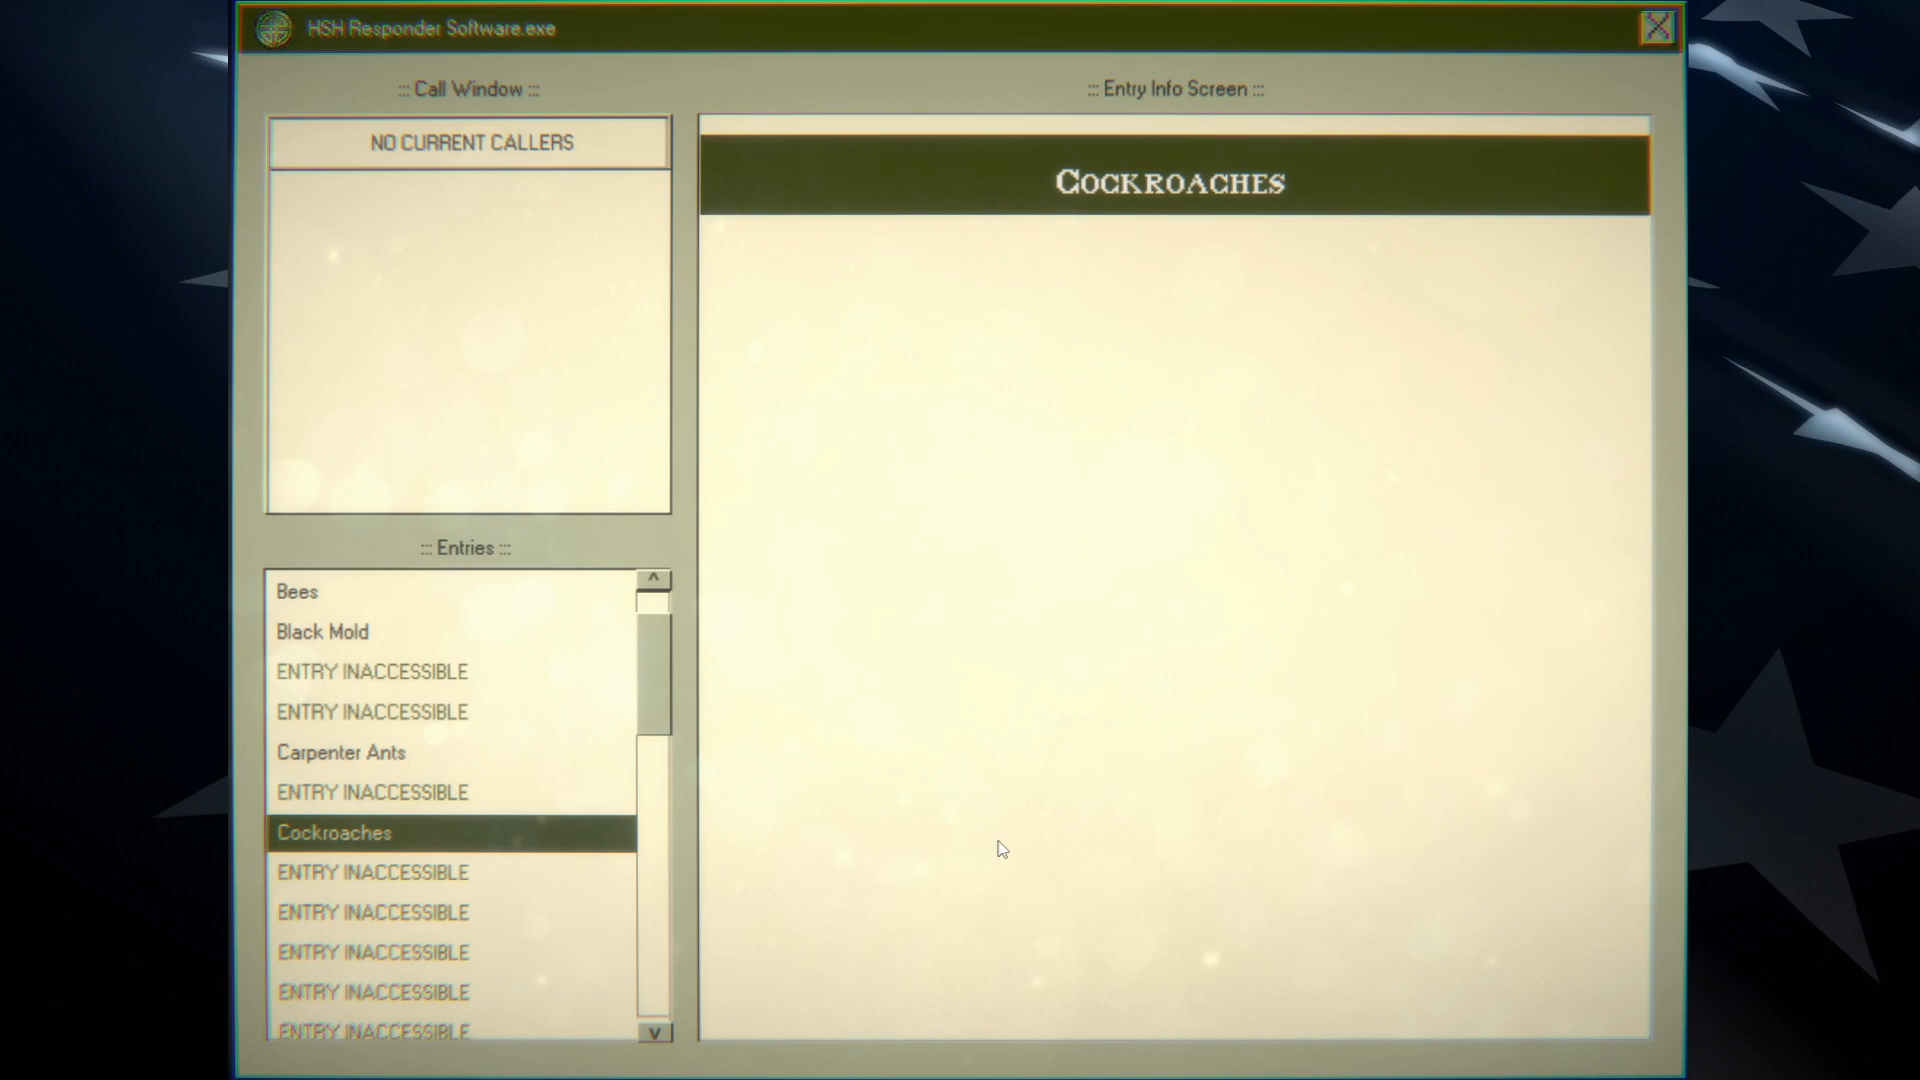 HSH Responder Software.exe
::: Call Window :::
NO CURRENT CALLERS
::: Entries :::
Bees
Black Mold
ENTRY INACCESSIBLE
ENTRY INACCESSIBLE
Carpenter Ants
ENTRY INACCESSIBLE
Cockroaches
ENTRY INACCESSIBLE
ENTRY INACCESSIBLE
ENTRY INACCESSIBLE
ENTRY INACCESSIBLE
ENTRY INACCESSIBLE
::: Entry Info Screen :::
Cockroaches